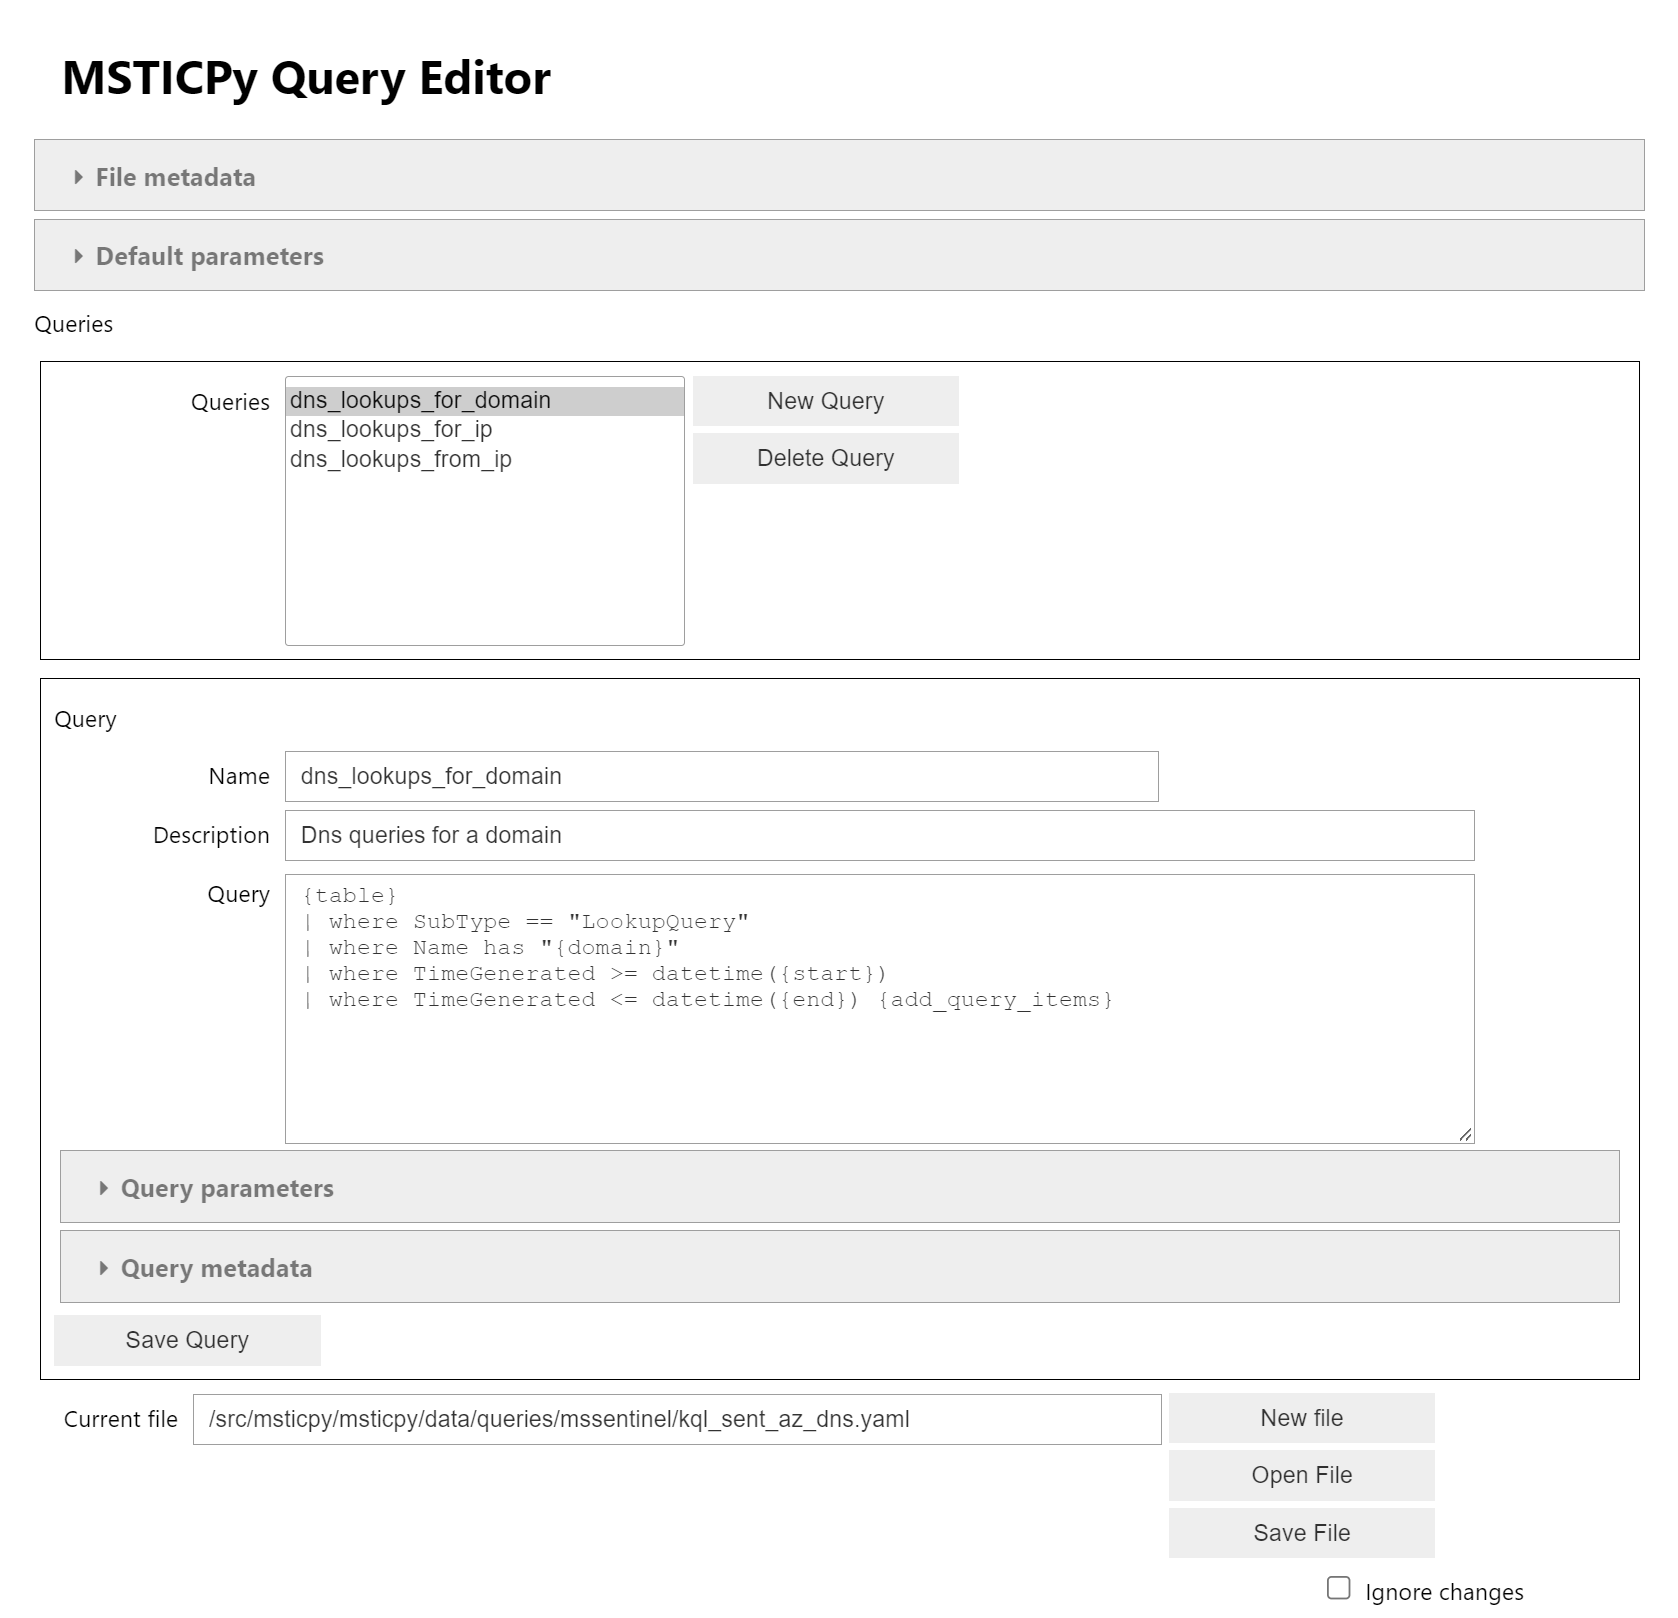 MSTICPy Query Editor
File metadata
Default parameters
Queries
Queries
dns_lookups_for_domain
dns_lookups_for_ip
dns_lookups_from_ip
New Query
Delete Query
Query
Name
dns_lookups_for_domain
Description
Dns queries for a domain
Query
{table}
| where SubType == "LookupQuery"
| where Name has "{domain}"
| where TimeGenerated >= datetime({start})
| where TimeGenerated <= datetime({end}) {add_query_items}
Query parameters
Query metadata
Save Query
Current file
/src/msticpy/msticpy/data/queries/mssentinel/kql_sent_az_dns.yaml
New file
Open File
Save File
Ignore changes